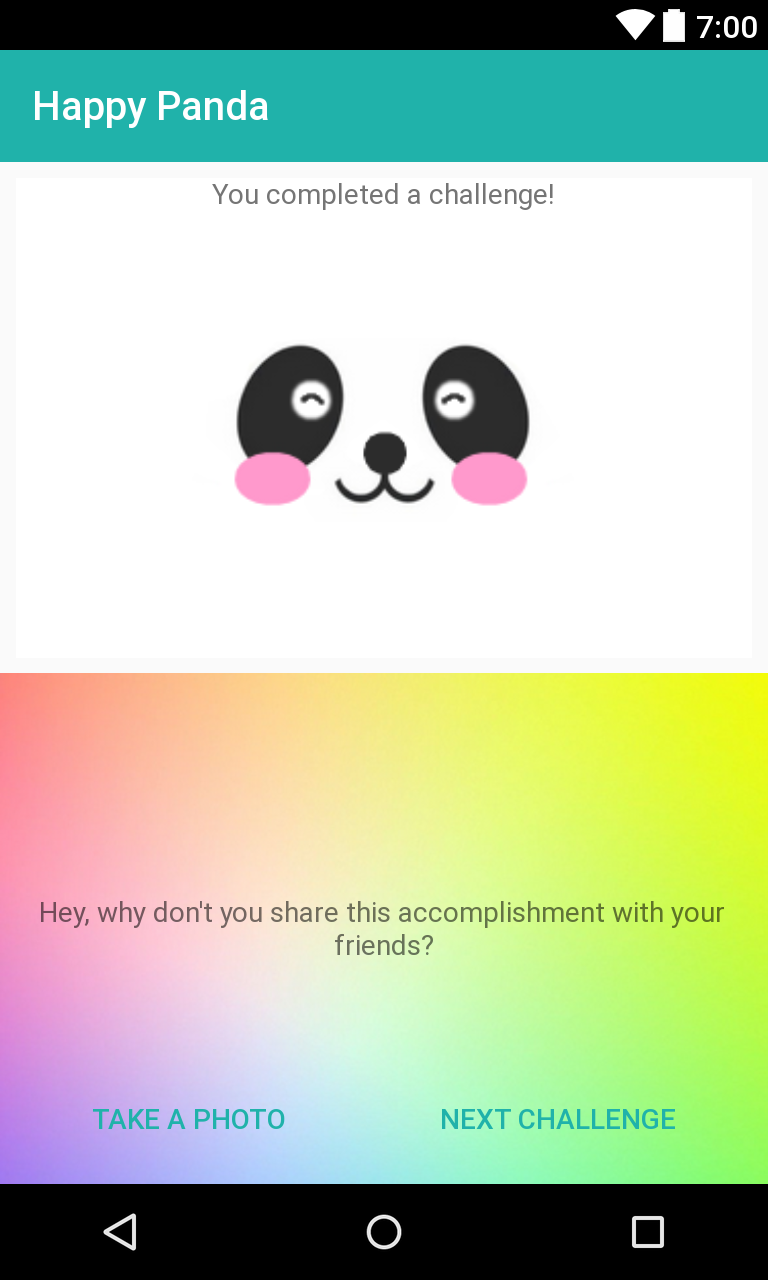 7:00
Happy Panda
You completed a challenge!
Hey, why don't you share this accomplishment with your
friends?
TAKE A PHOTO
NEXT CHALLENGE